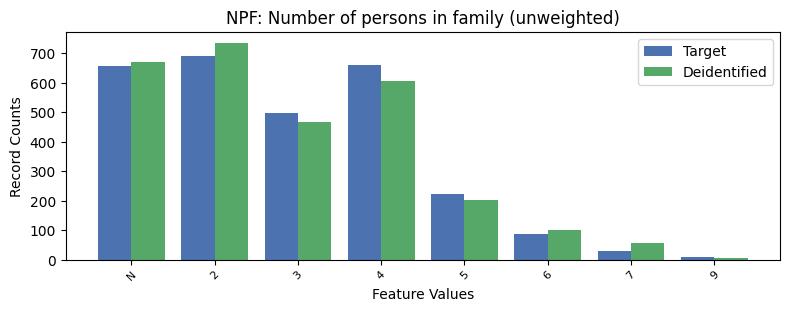 NPF: Number of persons in family (unweighted)
Target
Deidentified
Record Counts
700
600
500
400
300
200
100
0
N
2
3
4
5
6
7
9
Feature Values